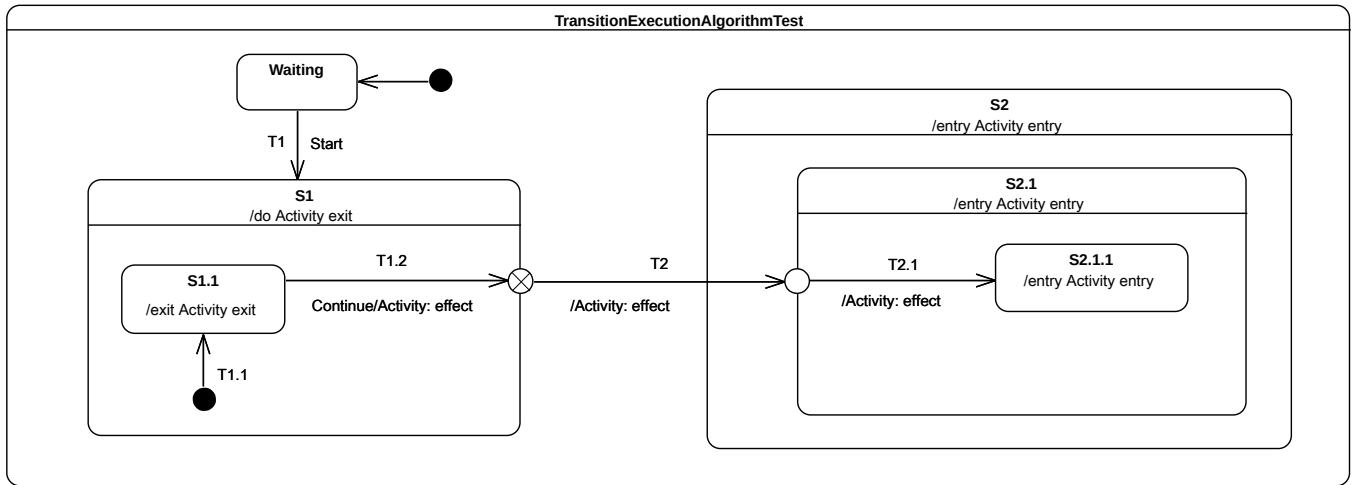 TransitionExecutionAlgorithmTest
Waiting
T1
Start
S1
/do Activity exit
S1.1
/exit Activity exit
T1.1
T1.2
Continue/Activity: effect
T2
/Activity: effect
S2
/entry Activity entry
S2.1
/entry Activity entry
T2.1
/Activity: effect
S2.1.1
/entry Activity entry